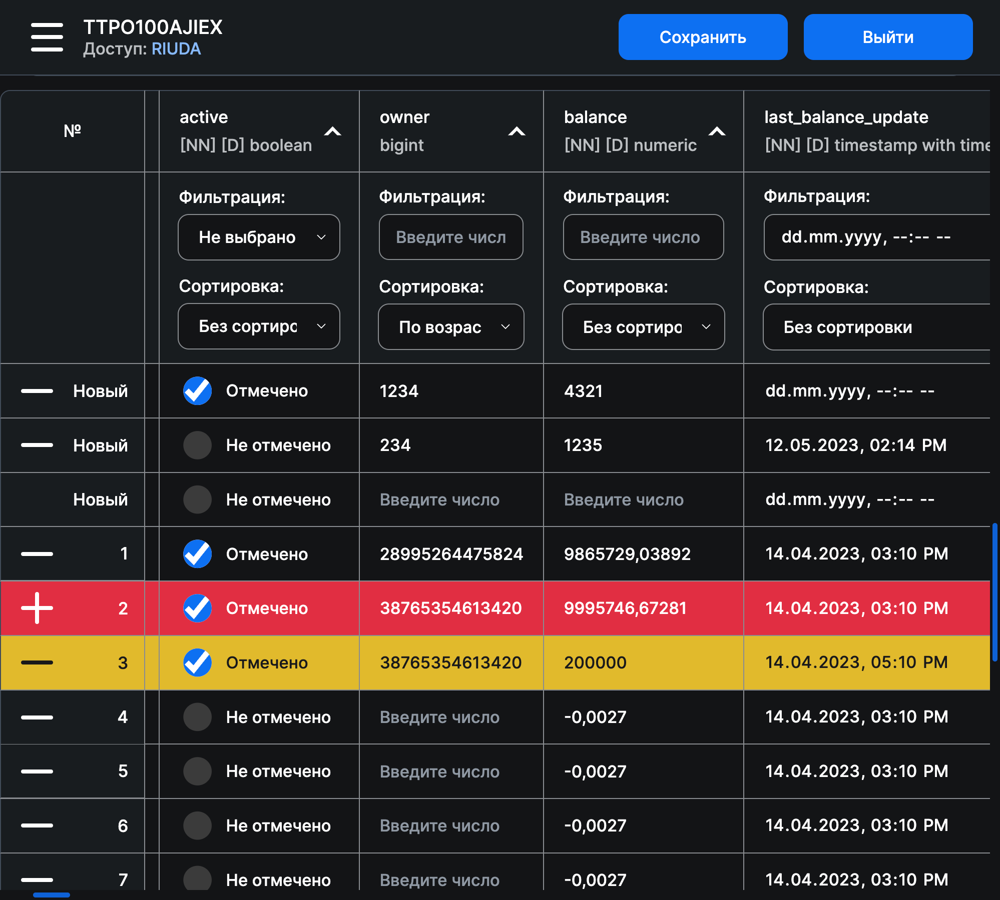 TTPO100AJIEX
Доступ: RIUDA
Сохранить
Выйти
№
active
[NN] [D] boolean
owner
bigint
balance
[NN] [D] numeric
last_balance_update
[NN] [D] timestamp with time
Фильтрация:
Фильтрация:
Фильтрация:
Фильтрация:
Не выбрано
Введите числ
Введите число
dd.mm.yyyy, --:-- --
Сортировка:
Сортировка:
Сортировка:
Сортировка:
Без сортиро
По возрас
Без сортиро
Без сортировки
Новый Отмечено 1234 4321 dd.mm.yyyy, --:-- --
Новый Не отмечено 234 1235 12.05.2023, 02:14 PM
Новый Не отмечено Введите число Введите число dd.mm.yyyy, --:-- --
1 Отмечено 28995264475824 9865729,03892 14.04.2023, 03:10 PM
2 Отмечено 38765354613420 9995746,67281 14.04.2023, 03:10 PM
3 Отмечено 38765354613420 200000 14.04.2023, 05:10 PM
4 Не отмечено Введите число -0,0027 14.04.2023, 03:10 PM
5 Не отмечено Введите число -0,0027 14.04.2023, 03:10 PM
6 Не отмечено Введите число -0,0027 14.04.2023, 03:10 PM
7 Не отмечено Введите число -0,0027 14.04.2023, 03:10 PM